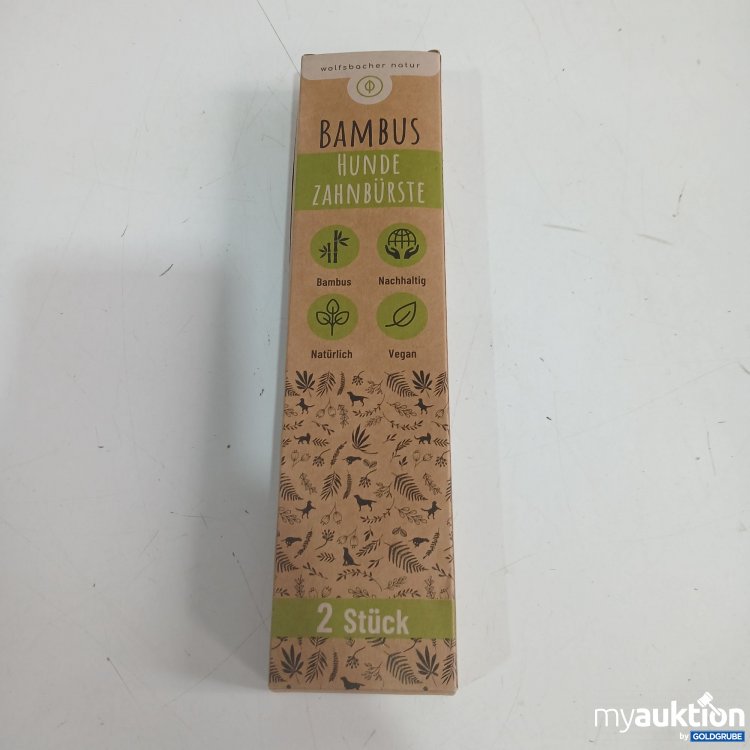 wolfsbacher natur
BAMBUS
HUNDE
ZAHNBÜRSTE
Bambus
Nachhaltig
Natürlich
Vegan
2 Stück
myauktion
by GOLDGRUBE